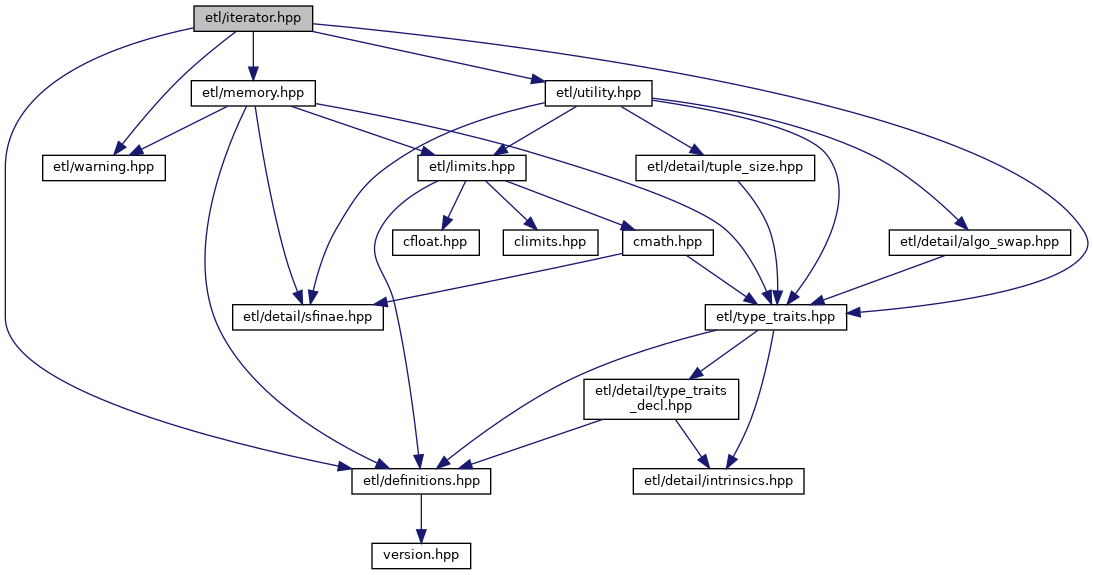 etl/iterator.hpp
etl/memory.hpp
etl/utility.hpp
etl/warning.hpp
etl/limits.hpp
etl/detail/tuple_size.hpp
cfloat.hpp
climits.hpp
cmath.hpp
etl/detail/algo_swap.hpp
etl/detail/sfinae.hpp
etl/type_traits.hpp
etl/detail/type_traits
_decl.hpp
etl/definitions.hpp
etl/detail/intrinsics.hpp
version.hpp